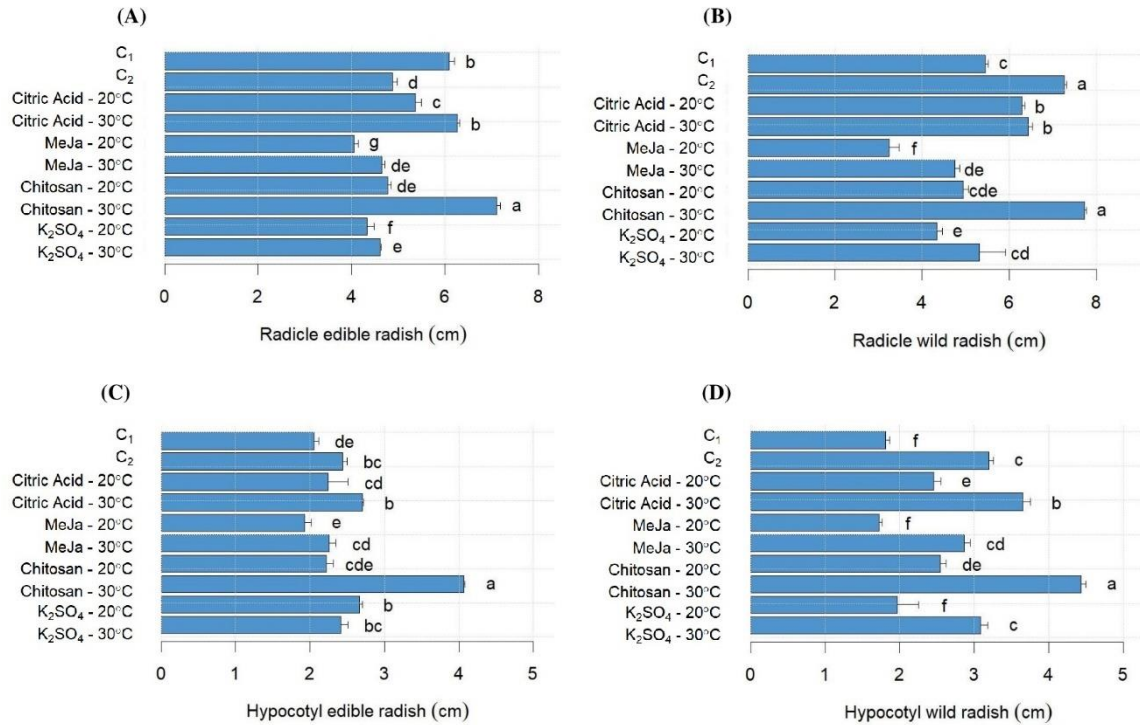 (A)
C₁ b
C₂ d
Citric Acid - 20°C c
Citric Acid - 30°C b
MeJa - 20°C g
MeJa - 30°C de
Chitosan - 20°C de
Chitosan - 30°C a
K₂SO₄ - 20°C f
K₂SO₄ - 30°C e
0 2 4 6 8
Radicle edible radish (cm)
(B)
C₁ c
C₂ a
Citric Acid - 20°C b
Citric Acid - 30°C b
MeJa - 20°C f
MeJa - 30°C de
Chitosan - 20°C cde
Chitosan - 30°C a
K₂SO₄ - 20°C e
K₂SO₄ - 30°C cd
0 2 4 6 8
Radicle wild radish (cm)
(C)
C₁ de
C₂ bc
Citric Acid - 20°C cd
Citric Acid - 30°C b
MeJa - 20°C e
MeJa - 30°C cd
Chitosan - 20°C cde
Chitosan - 30°C a
K₂SO₄ - 20°C b
K₂SO₄ - 30°C bc
0 1 2 3 4 5
Hypocotyl edible radish (cm)
(D)
C₁ f
C₂ c
Citric Acid - 20°C e
Citric Acid - 30°C b
MeJa - 20°C f
MeJa - 30°C cd
Chitosan - 20°C de
Chitosan - 30°C a
K₂SO₄ - 20°C f
K₂SO₄ - 30°C c
0 1 2 3 4 5
Hypocotyl wild radish (cm)